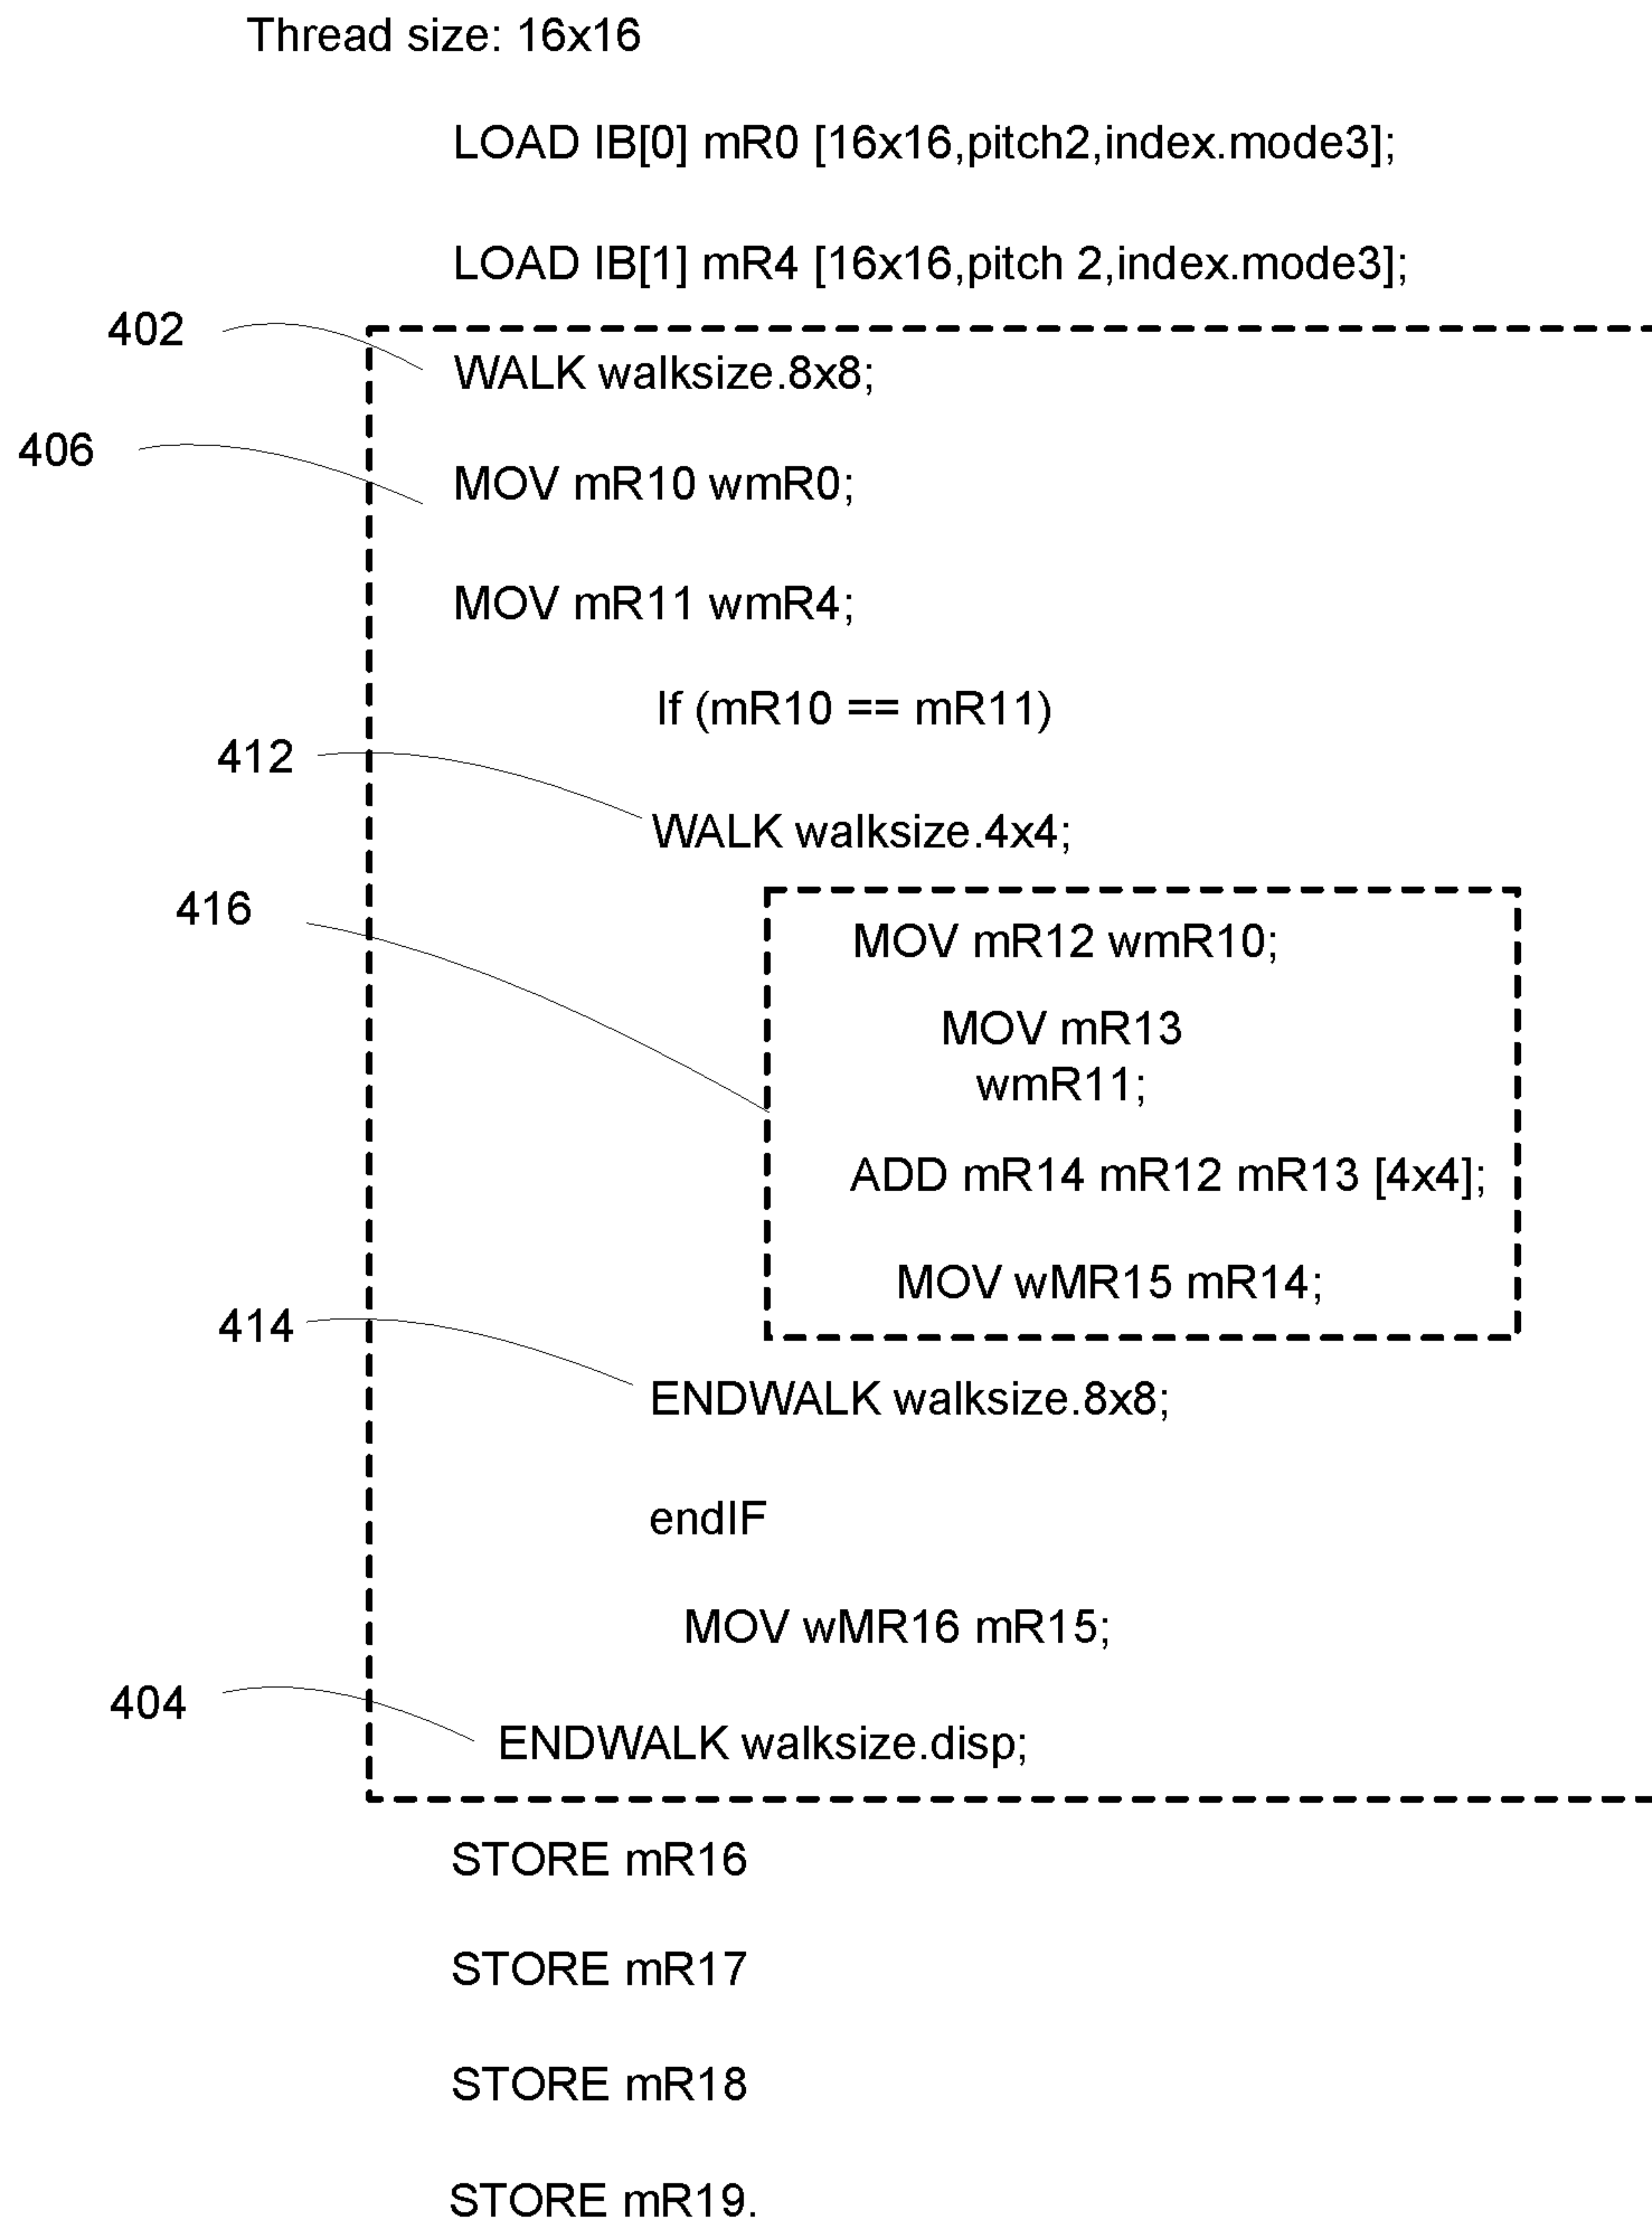 Thread size: 16x16
LOAD IB[0] mR0 [16x16,pitch2,index.mode3];
LOAD IB[1] mR4 [16x16,pitch 2,index.mode3];
402
WALK walksize.8x8;
406
MOV mR10 wmR0;
MOV mR11 wmR4;
If (mR10 == mR11)
412
WALK walksize.4x4;
416
MOV mR12 wmR10;
MOV mR13
wmR11;
ADD mR14 mR12 mR13 [4x4];
MOV wMR15 mR14;
414
ENDWALK walksize.8x8;
endIF
MOV wMR16 mR15;
404
ENDWALK walksize.disp;
STORE mR16
STORE mR17
STORE mR18
STORE mR19.